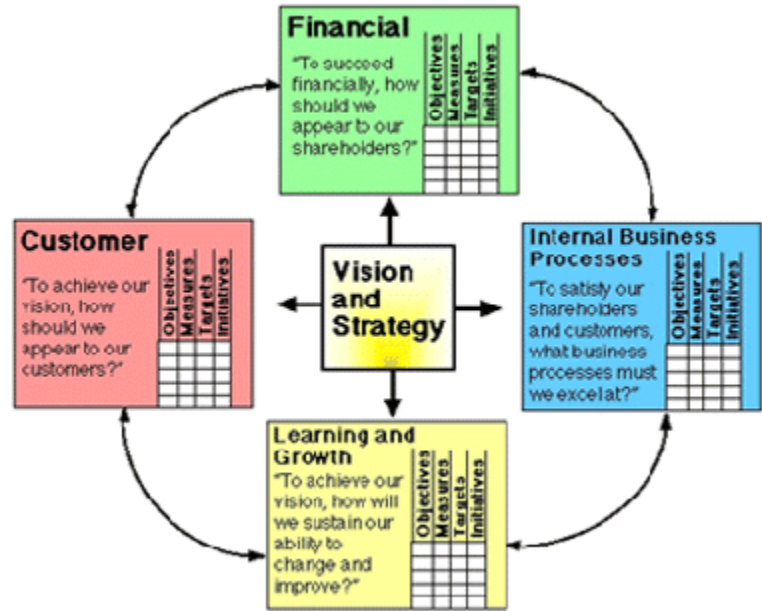 Financial
"To succeed
financially, how
should we
appear to our
shareholders?"
Objectives
Measures
Targets
Initiatives
Customer
"To achieve our
vision, how
should we
appear to our
customers?"
Objectives
Measures
Targets
Initiatives
Vision
and
Strategy
Internal Business
Processes
"To satisfy our
shareholders
and customers,
what business
processes must
we excel at?"
Objectives
Measures
Targets
Initiatives
Learning and
Growth
"To achieve our
vision, how will
we sustain our
ability to
change and
improve?"
Objectives
Measures
Targets
Initiatives